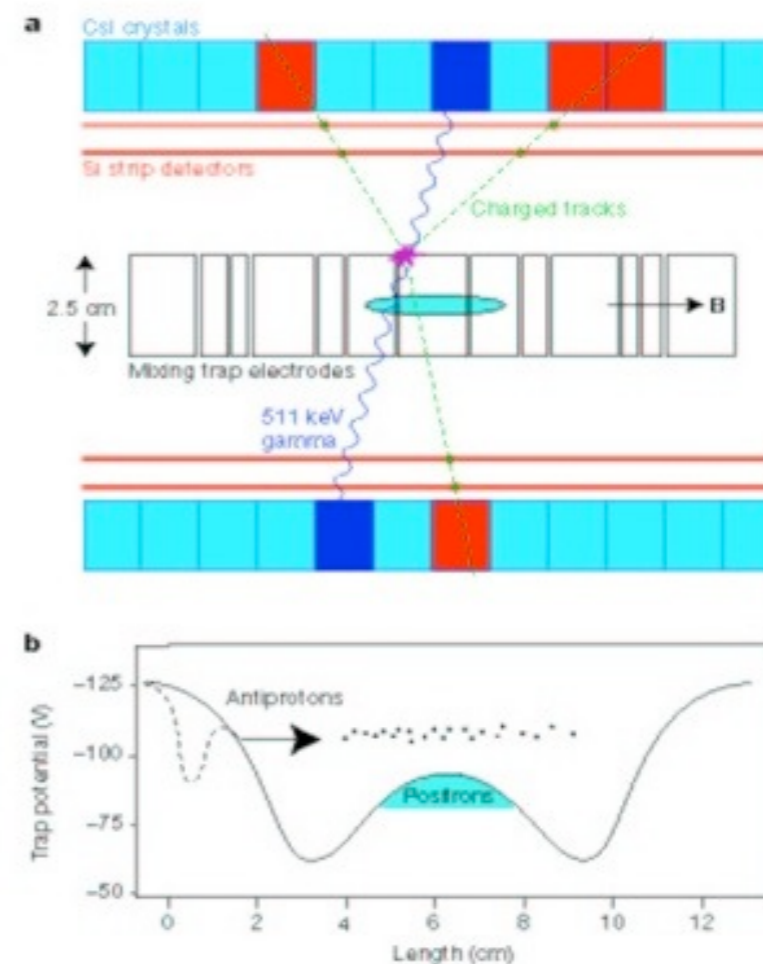 a
CsI crystals
Si strip detectors
Charged tracks
2.5 cm
B
Mixing trap electrodes
511 keV
gamma
b
Trap potential (V)
−125
−100
−75
−50
Antiprotons
Positrons
0 2 4 6 8 10 12
Length (cm)